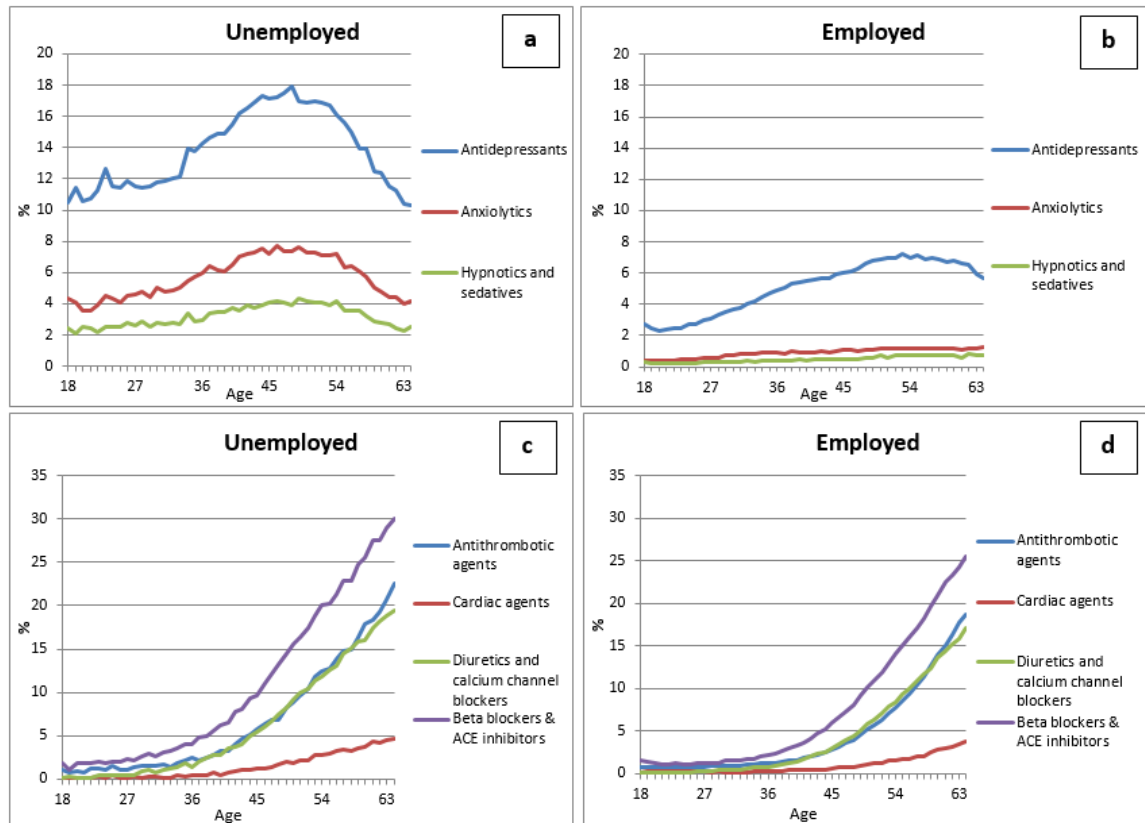 Unemployed
a
20
18
16
14
12
10
8
6
4
2
0
%
18 27 36 45 54 63
Age
Antidepressants
Anxiolytics
Hypnotics and
sedatives
Employed
b
20
18
16
14
12
10
8
6
4
2
0
%
18 27 36 45 54 63
Age
Antidepressants
Anxiolytics
Hypnotics and
sedatives
Unemployed
c
35
30
25
20
15
10
5
0
%
18 27 36 45 54 63
Age
Antithrombotic
agents
Cardiac agents
Diuretics and
calcium channel
blockers
Beta blockers &
ACE inhibitors
Employed
d
35
30
25
20
15
10
5
0
%
18 27 36 45 54 63
Age
Antithrombotic
agents
Cardiac agents
Diuretics and
calcium channel
blockers
Beta blockers &
ACE inhibitors